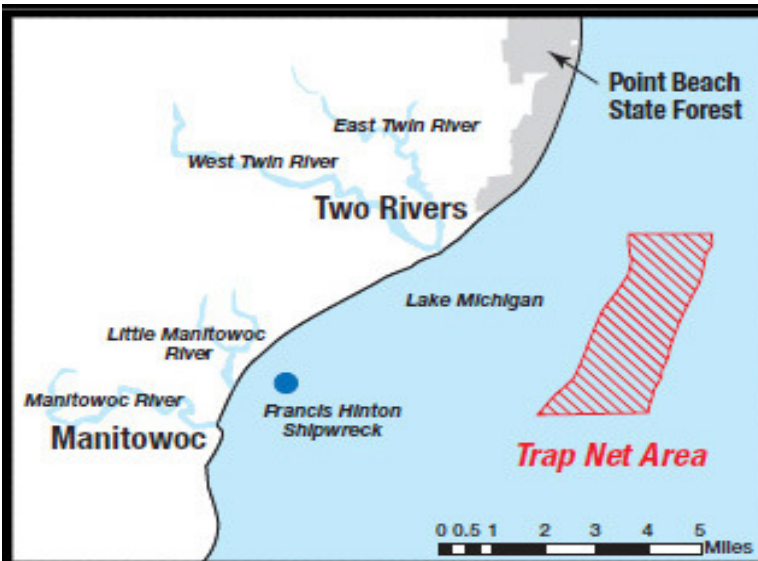 Point Beach
State Forest
East Twin River
West Twin River
Two Rivers
Lake Michigan
Little Manitowoc
River
Manitowoc River
Francis Hinton
Shipwreck
Manitowoc
Trap Net Area
0 0.5 1 2 3 4 5
Miles